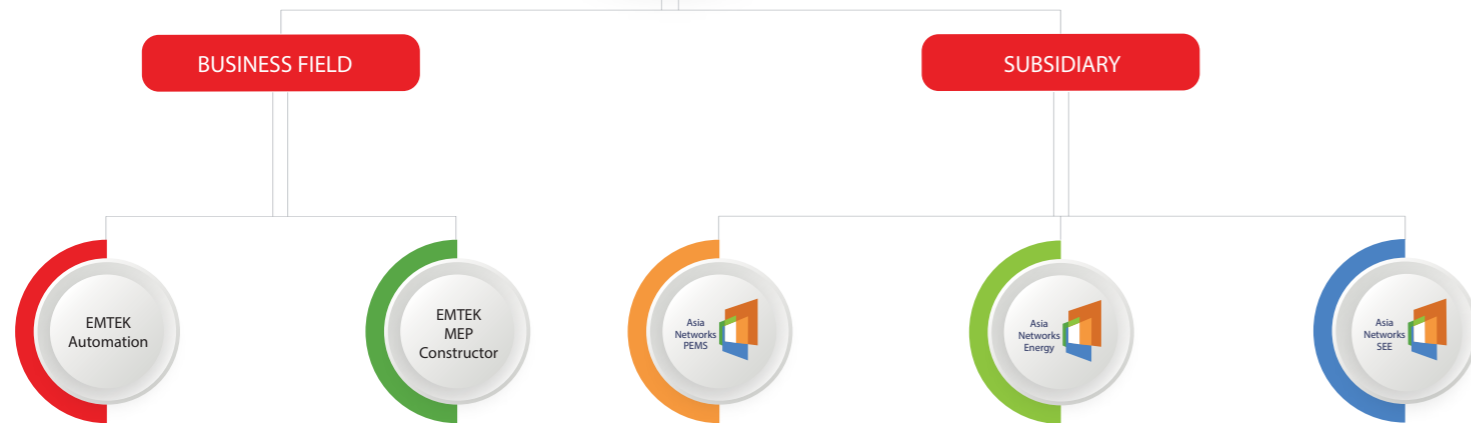 BUSINESS FIELD
SUBSIDIARY
EMTEK
Automation
EMTEK
MEP
Constructor
Asia
Networks
PEMS
Asia
Networks
Energy
Asia
Networks
SEE